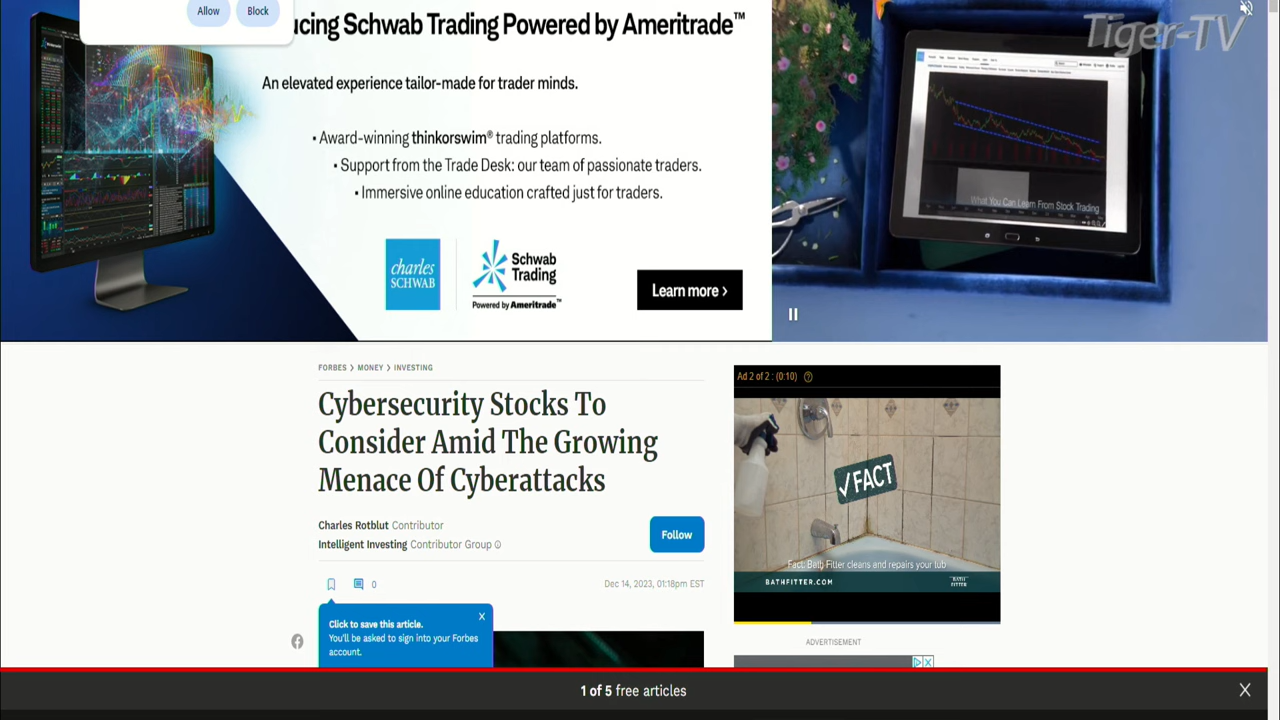 Allow Block
ucing Schwab Trading Powered by Ameritrade™
An elevated experience tailor-made for trader minds.
• Award-winning thinkorswim® trading platforms.
• Support from the Trade Desk: our team of passionate traders.
• Immersive online education crafted just for traders.
charles
SCHWAB
Schwab
Trading
Powered by Ameritrade™
Learn more >
Tiger-TV
What You Can Learn From Stock Trading
FORBES > MONEY > INVESTING
Cybersecurity Stocks To
Consider Amid The Growing
Menace Of Cyberattacks
Charles Rotblut Contributor
Intelligent Investing Contributor Group
Follow
0
Dec 14, 2023, 01:18pm EST
Click to save this article.
You'll be asked to sign into your Forbes
account.
Ad 2 of 2 : (0:10)
√FACT
Fact: Bath Fitter cleans and repairs your tub
BATHFITTER.COM
BATH
FITTER
ADVERTISEMENT
1 of 5 free articles